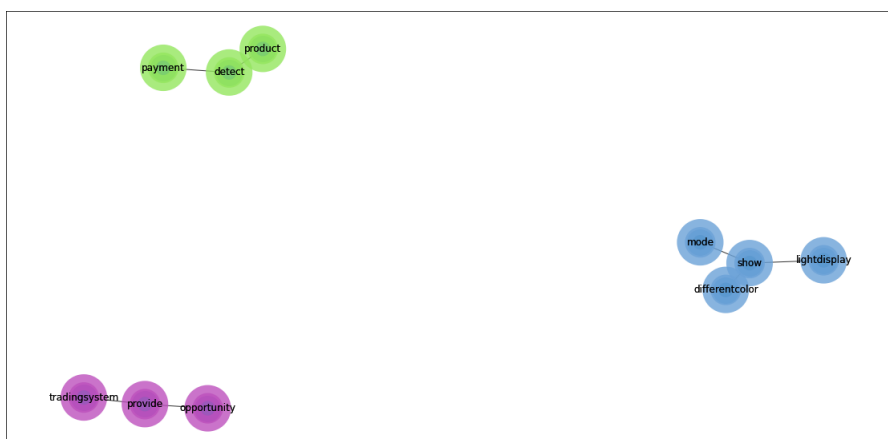 product
payment
detect
mode
show
lightdisplay
differentcolor
tradingsystem
provide
opportunity